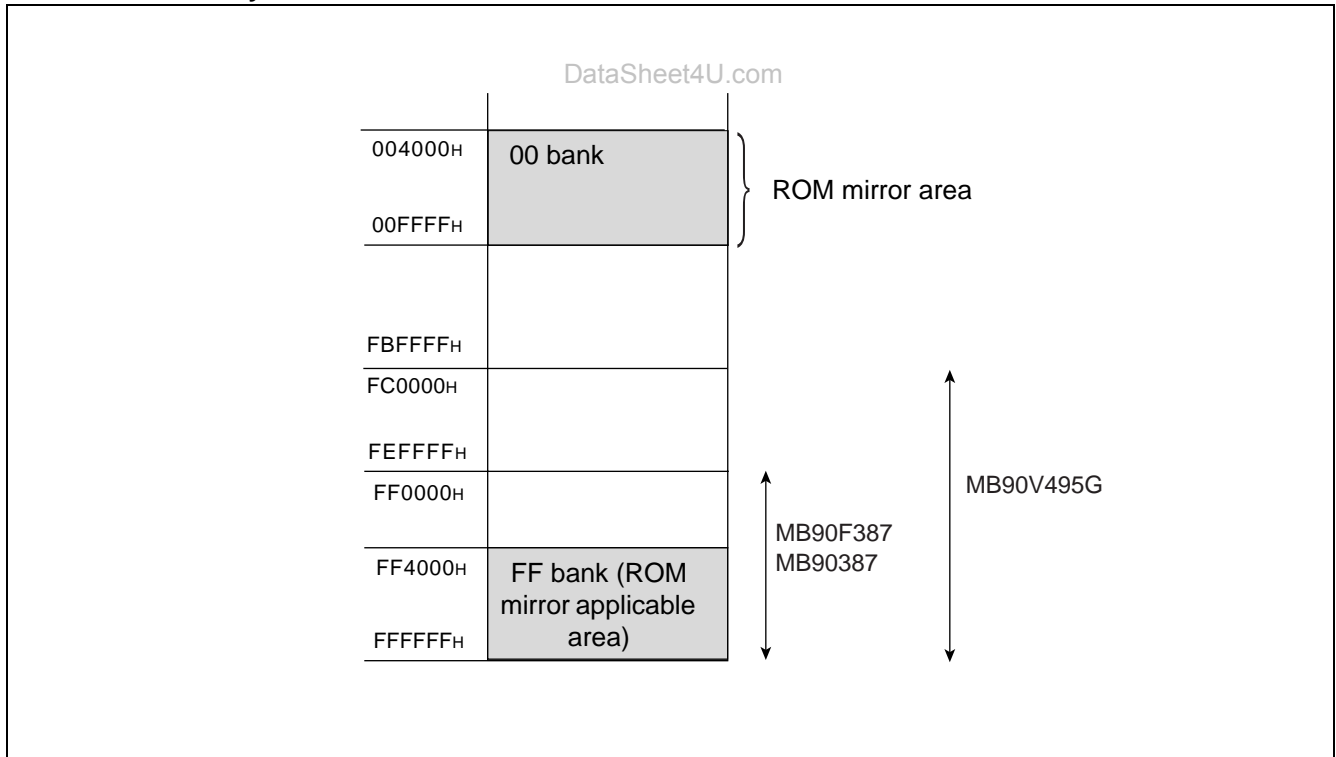 DataSheet4U.com
004000H
00 bank
ROM mirror area
00FFFFH
FBFFFFH
FC0000H
FEFFFFH
FF0000H
MB90V495G
MB90F387
MB90387
FF4000H
FF bank (ROM
mirror applicable
area)
FFFFFFH